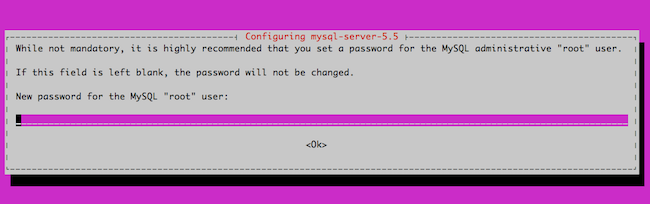 Configuring mysql-server-5.5
While not mandatory, it is highly recommended that you set a password for the MySQL administrative "root" user.
If this field is left blank, the password will not be changed.
New password for the MySQL "root" user:
<Ok>